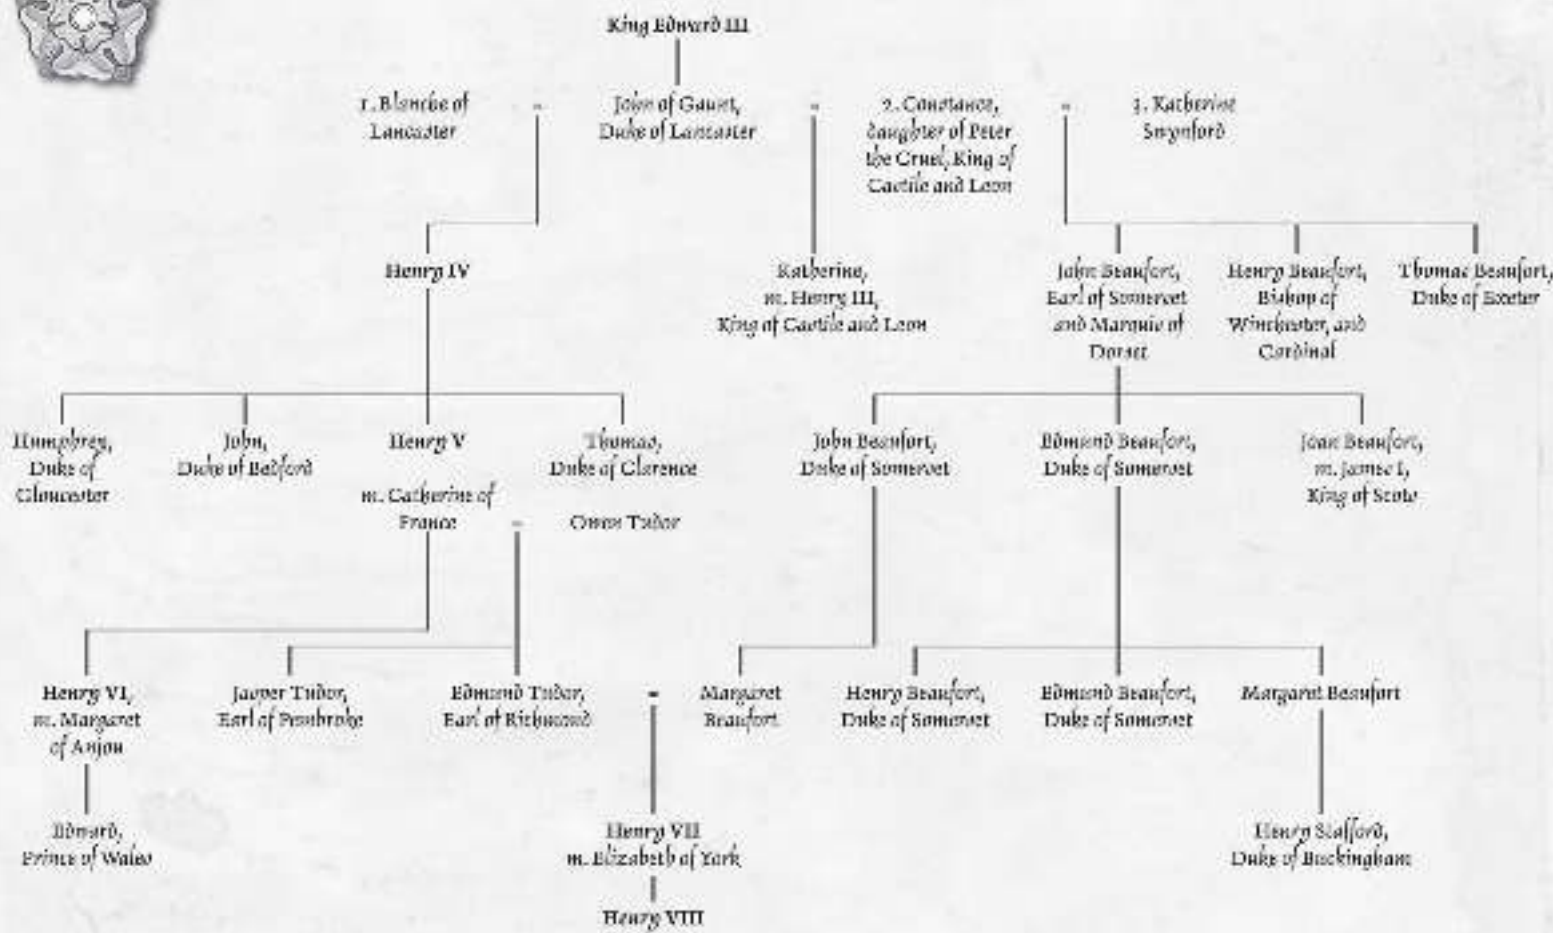 King Edward III
1. Blanche of
Lancaster
John of Gaunt,
Duke of Lancaster
2. Constance,
daughter of Peter
the Cruel, King of
Castile and Leon
3. Katherine
Swynford
Henry IV
Katherine,
m. Henry III,
King of Castile and Leon
John Beaufort,
Earl of Somerset
and Marquis of
Dorset
Henry Beaufort,
Bishop of
Winchester, and
Cardinal
Thomas Beaufort,
Duke of Exeter
Humphrey,
Duke of
Gloucester
John,
Duke of Bedford
Henry V
m. Catherine of
France
Thomas,
Duke of Clarence
Owen Tudor
John Beaufort,
Duke of Somerset
Edmund Beaufort,
Duke of Somerset
Joan Beaufort,
m. James I,
King of Scots
Henry VI,
m. Margaret
of Anjou
Jasper Tudor,
Earl of Pembroke
Edmund Tudor,
Earl of Richmond
Margaret
Beaufort
Henry Beaufort,
Duke of Somerset
Edmund Beaufort,
Duke of Somerset
Margaret Beaufort
Edward,
Prince of Wales
Henry VII
m. Elizabeth of York
Henry Stafford,
Duke of Buckingham
Henry VIII